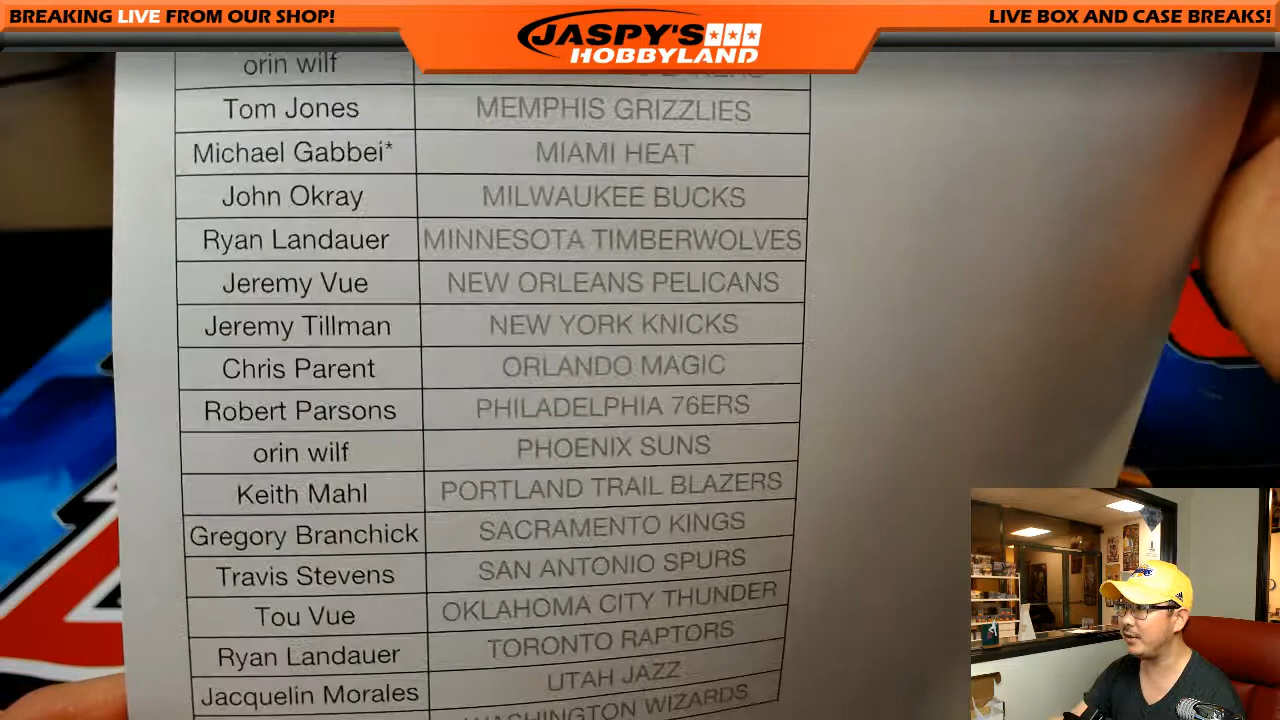 BREAKING LIVE FROM OUR SHOP!
JASPY'S
HOBBYLAND
LIVE BOX AND CASE BREAKS!
orin wilf
Tom Jones MEMPHIS GRIZZLIES
Michael Gabbei* MIAMI HEAT
John Okray MILWAUKEE BUCKS
Ryan Landauer MINNESOTA TIMBERWOLVES
Jeremy Vue NEW ORLEANS PELICANS
Jeremy Tillman NEW YORK KNICKS
Chris Parent ORLANDO MAGIC
Robert Parsons PHILADELPHIA 76ERS
orin wilf PHOENIX SUNS
Keith Mahl PORTLAND TRAIL BLAZERS
Gregory Branchick SACRAMENTO KINGS
Travis Stevens SAN ANTONIO SPURS
Tou Vue OKLAHOMA CITY THUNDER
Ryan Landauer TORONTO RAPTORS
Jacquelin Morales UTAH JAZZ
WASHINGTON WIZARDS